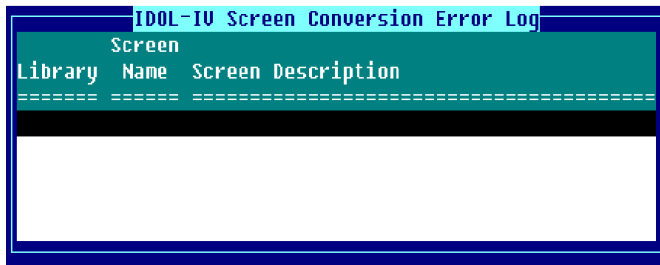 IDOL-IV Screen Conversion Error Log
Screen
Library Name Screen Description
======= ====== ========================================